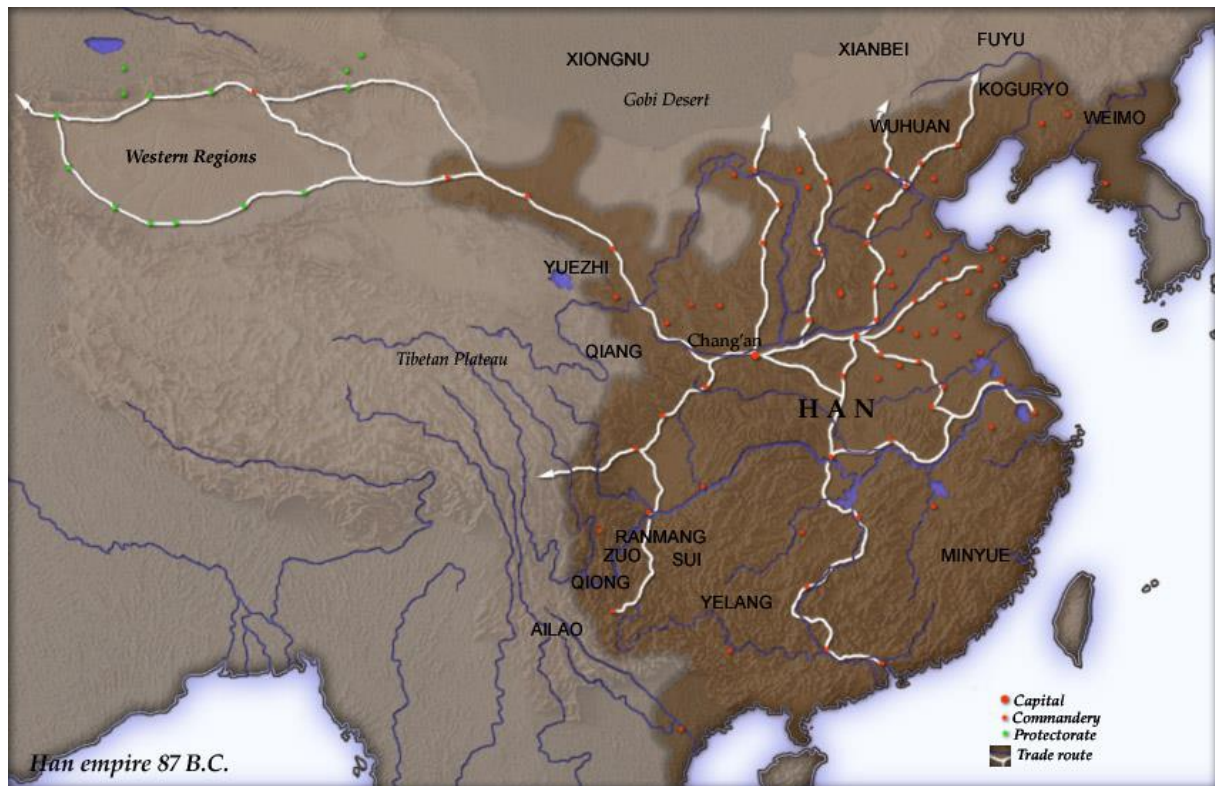 FUYU
XIANBEI
XIONGNU
KOGURYO
Gobi Desert
WEIMO
WUHUAN
Western Regions
YUEZHI
Chang'an
QIANG
Tibetan Plateau
HAN
RANMANG
ZUO
SUI
MINYUE
QIONG
YELANG
AILAO
Capital
Commandery
Protectorate
Trade route
Han empire 87 B.C.